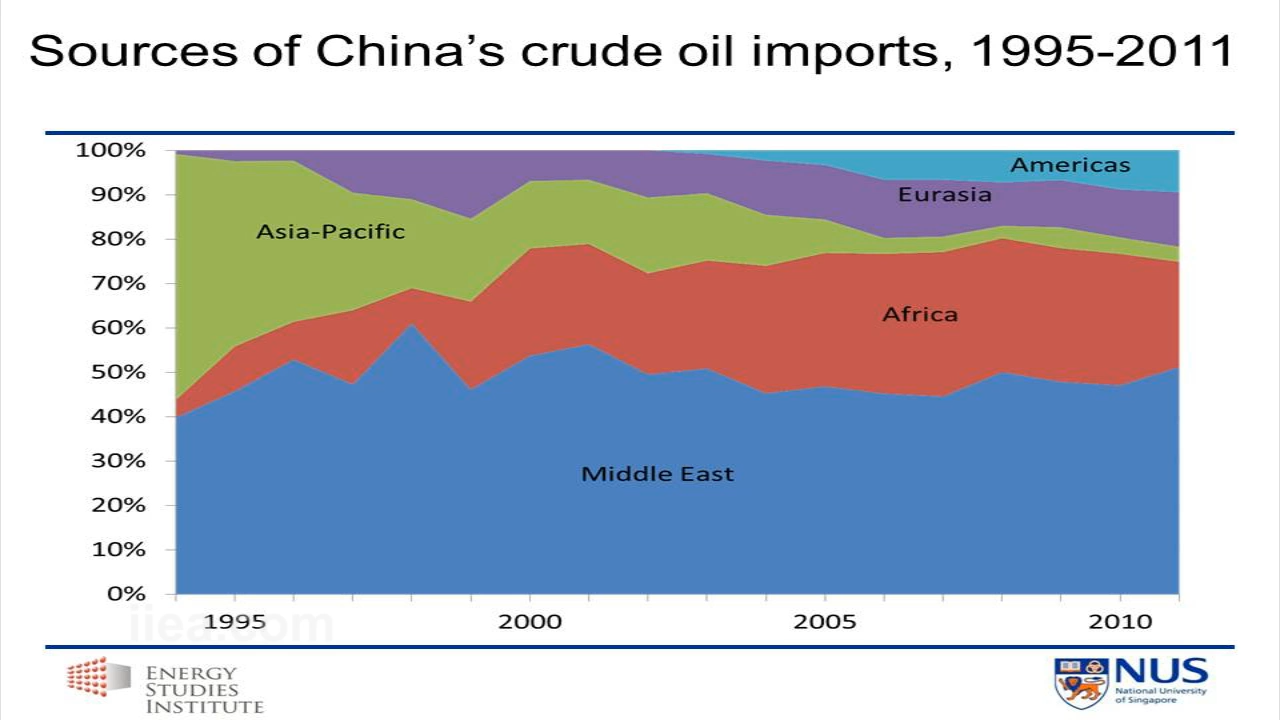 Sources of China's crude oil imports, 1995-2011
100%
90%
80%
70%
60%
50%
40%
30%
20%
10%
0%
Americas
Eurasia
Asia-Pacific
Africa
Middle East
1995
2000
2005
2010
iiea.com
ENERGY
STUDIES
INSTITUTE
NUS
National University
of Singapore